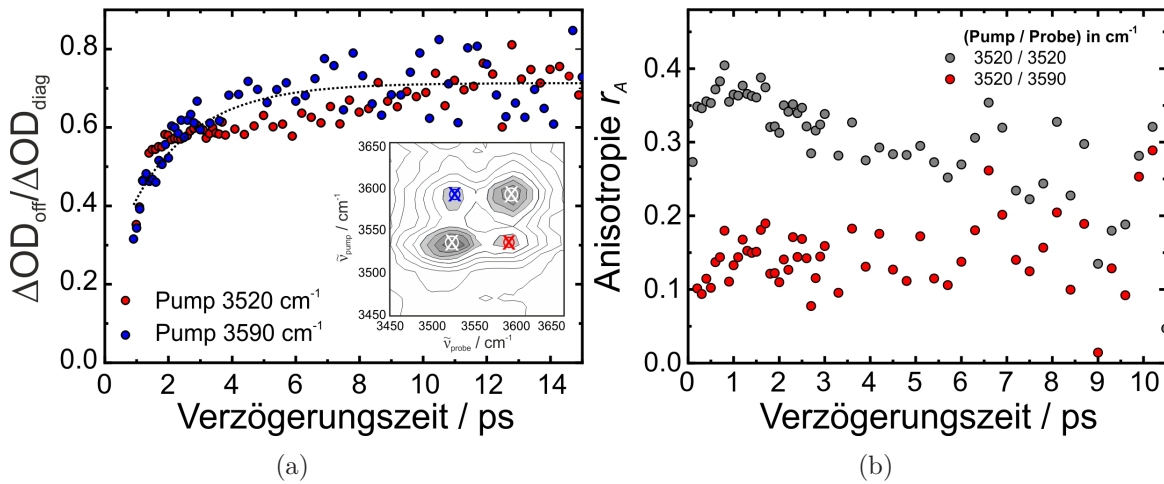 (a)
ΔOD_off/ΔOD_diag
0.8
0.6
0.4
0.2
0.0
0 2 4 6 8 10 12 14
Verzögerungszeit / ps
Pump 3520 cm⁻¹
Pump 3590 cm⁻¹
ṽ_pump / cm⁻¹
3650
3600
3550
3500
3450
3450 3500 3550 3600 3650
ṽ_probe / cm⁻¹
a)
b)
Anisotropie r_A
0.4
0.3
0.2
0.1
0.0
0 1 2 3 4 5 6 7 8 9 10
Verzögerungszeit / ps
(Pump / Probe) in cm⁻¹
3520 / 3520
3520 / 3590
(b)